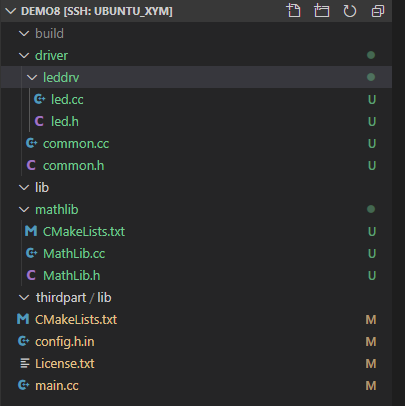 DEMO8 [SSH: UBUNTU_XYM]
build
driver
leddrv
led.cc U
led.h U
common.cc U
common.h U
lib
mathlib
CMakeLists.txt U
MathLib.cc U
MathLib.h U
thirdpart / lib
CMakeLists.txt M
config.h.in M
License.txt M
main.cc M